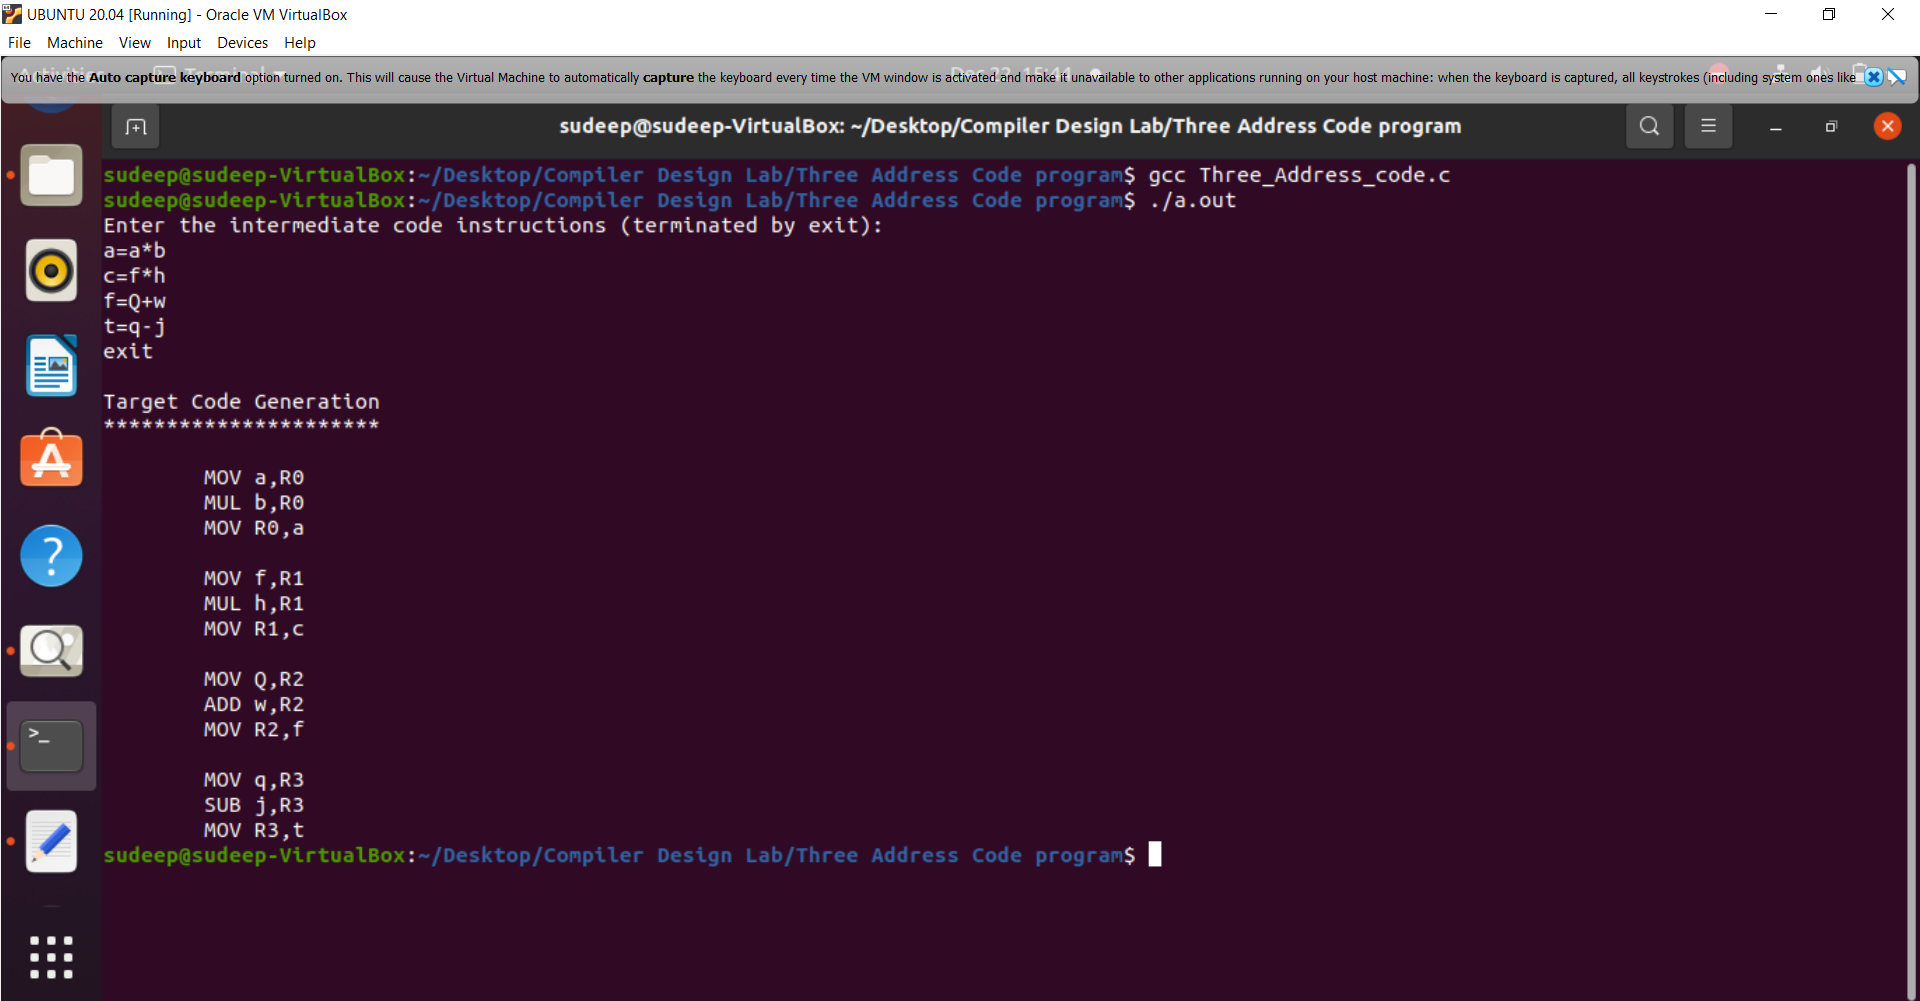 UBUNTU 20.04 [Running] - Oracle VM VirtualBox
File Machine View Input Devices Help
You have the Auto capture keyboard option turned on. This will cause the Virtual Machine to automatically capture the keyboard every time the VM window is activated and make it unavailable to other applications running on your host machine: when the keyboard is captured, all keystrokes (including system ones like
sudeep@sudeep-VirtualBox: ~/Desktop/Compiler Design Lab/Three Address Code program
sudeep@sudeep-VirtualBox:~/Desktop/Compiler Design Lab/Three Address Code program$ gcc Three_Address_code.c
sudeep@sudeep-VirtualBox:~/Desktop/Compiler Design Lab/Three Address Code program$ ./a.out
Enter the intermediate code instructions (terminated by exit):
a=a*b
c=f*h
f=Q+w
t=q-j
exit
Target Code Generation
**********************
MOV a,R0
MUL b,R0
MOV R0,a
MOV f,R1
MUL h,R1
MOV R1,c
MOV Q,R2
ADD w,R2
MOV R2,f
MOV q,R3
SUB j,R3
MOV R3,t
sudeep@sudeep-VirtualBox:~/Desktop/Compiler Design Lab/Three Address Code program$